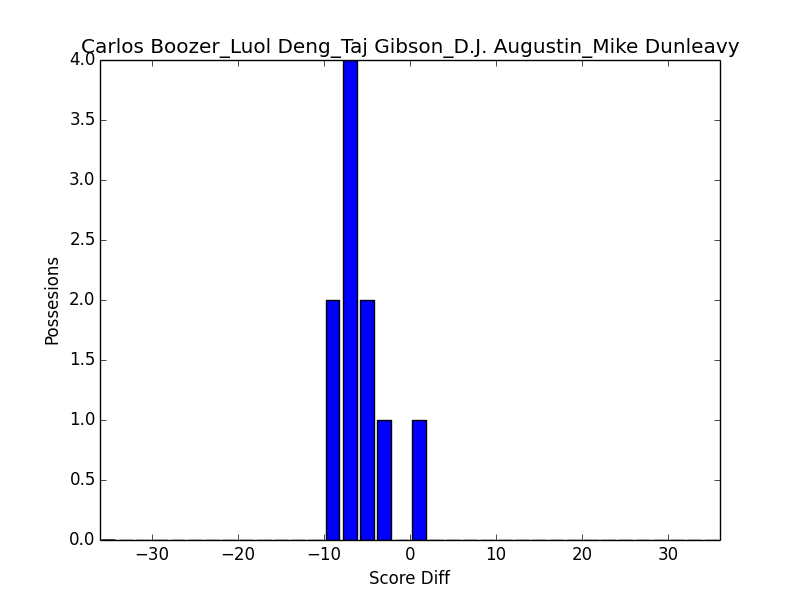 Carlos Boozer_Luol Deng_Taj Gibson_D.J. Augustin_Mike Dunleavy
4.0
3.5
3.0
2.5
2.0
1.5
1.0
0.5
0.0
Possesions
−30 −20 −10 0 10 20 30
Score Diff